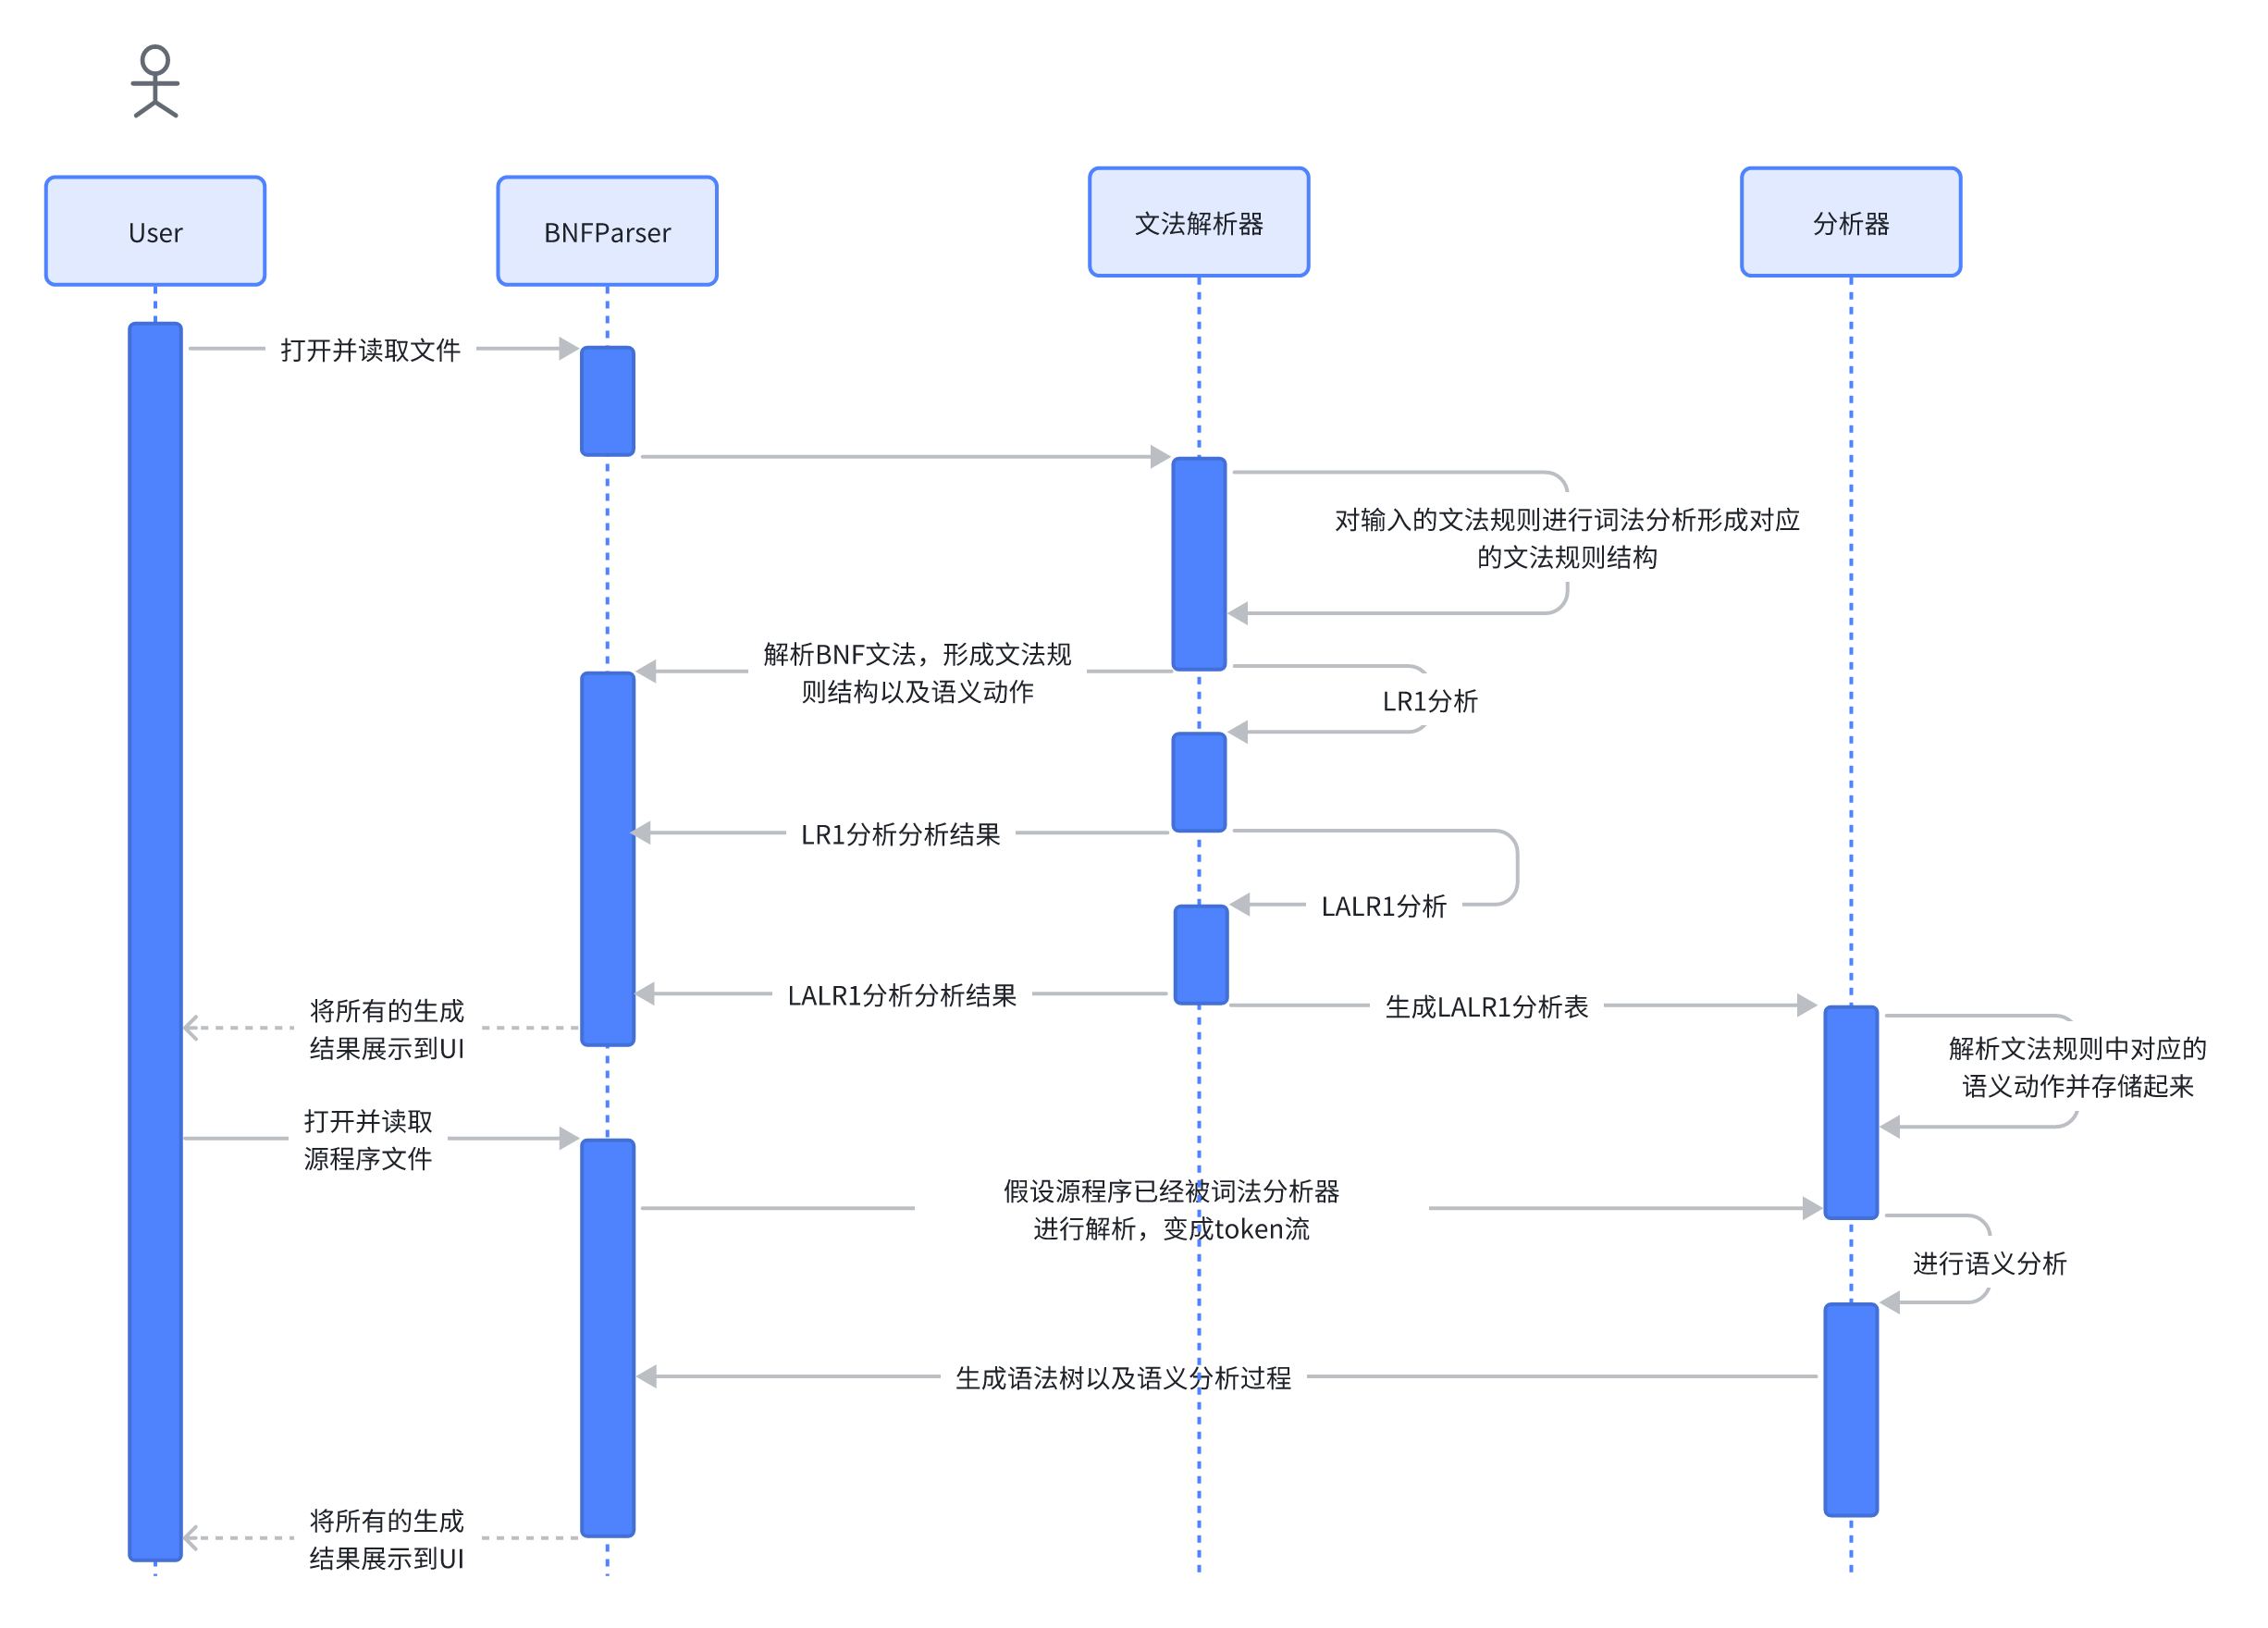 User
BNFParser
文法解析器
分析器
打开并读取文件
对输入的文法规则进行词法分析形成对应
的文法规则结构
解析BNF文法，形成文法规
则结构以及语义动作
LR1分析
LR1分析分析结果
LALR1分析
LALR1分析分析结果
生成LALR1分析表
将所有的生成
结果展示到UI
解析文法规则中对应的
语义动作并存储起来
打开并读取
源程序文件
假设源程序已经被词法分析器
进行解析，变成token流
进行语义分析
生成语法树以及语义分析过程
将所有的生成
结果展示到UI